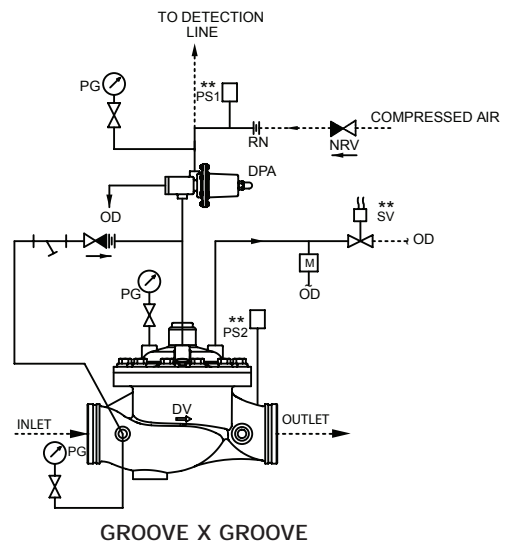 TO DETECTION
LINE
PG
**
PS1
COMPRESSED AIR
RN
NRV
DPA
OD
**
SV
OD
M
OD
PG
**
PS2
DV
INLET
OUTLET
PG
GROOVE X GROOVE